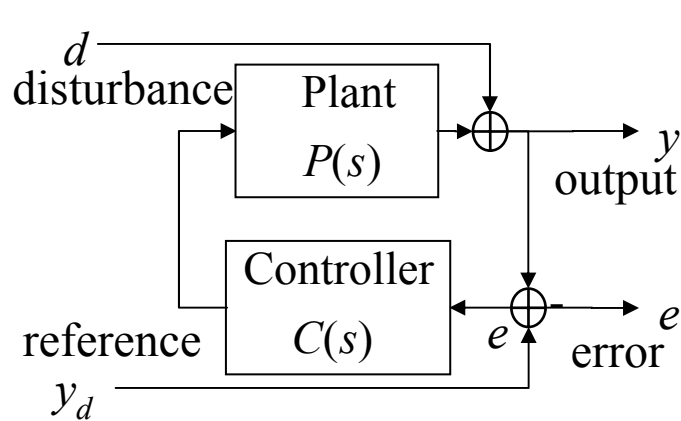 d
disturbance
Plant
P(s)
y
output
Controller
C(s)
-
e
e
error
reference
y_d